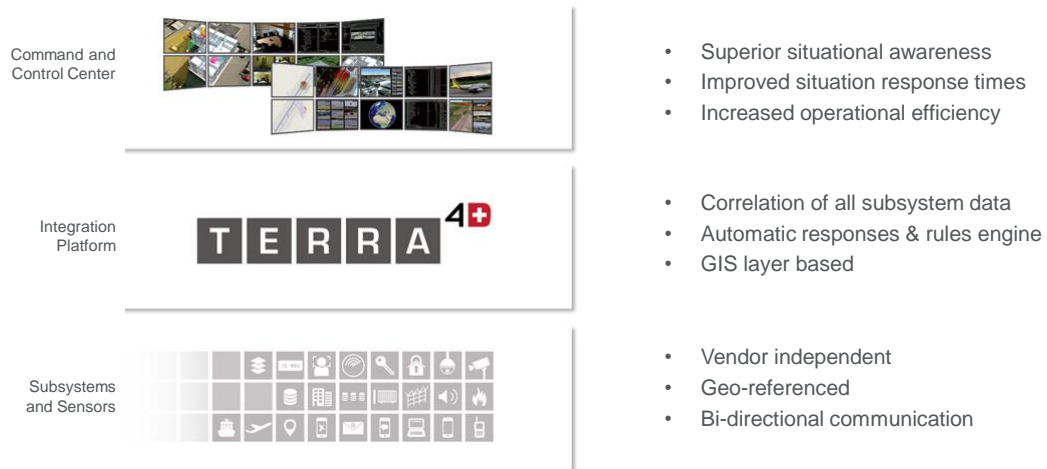 Command and
Control Center
• Superior situational awareness
• Improved situation response times
• Increased operational efficiency
Integration
Platform
TERRA4D
• Correlation of all subsystem data
• Automatic responses & rules engine
• GIS layer based
Subsystems
and Sensors
• Vendor independent
• Geo-referenced
• Bi-directional communication